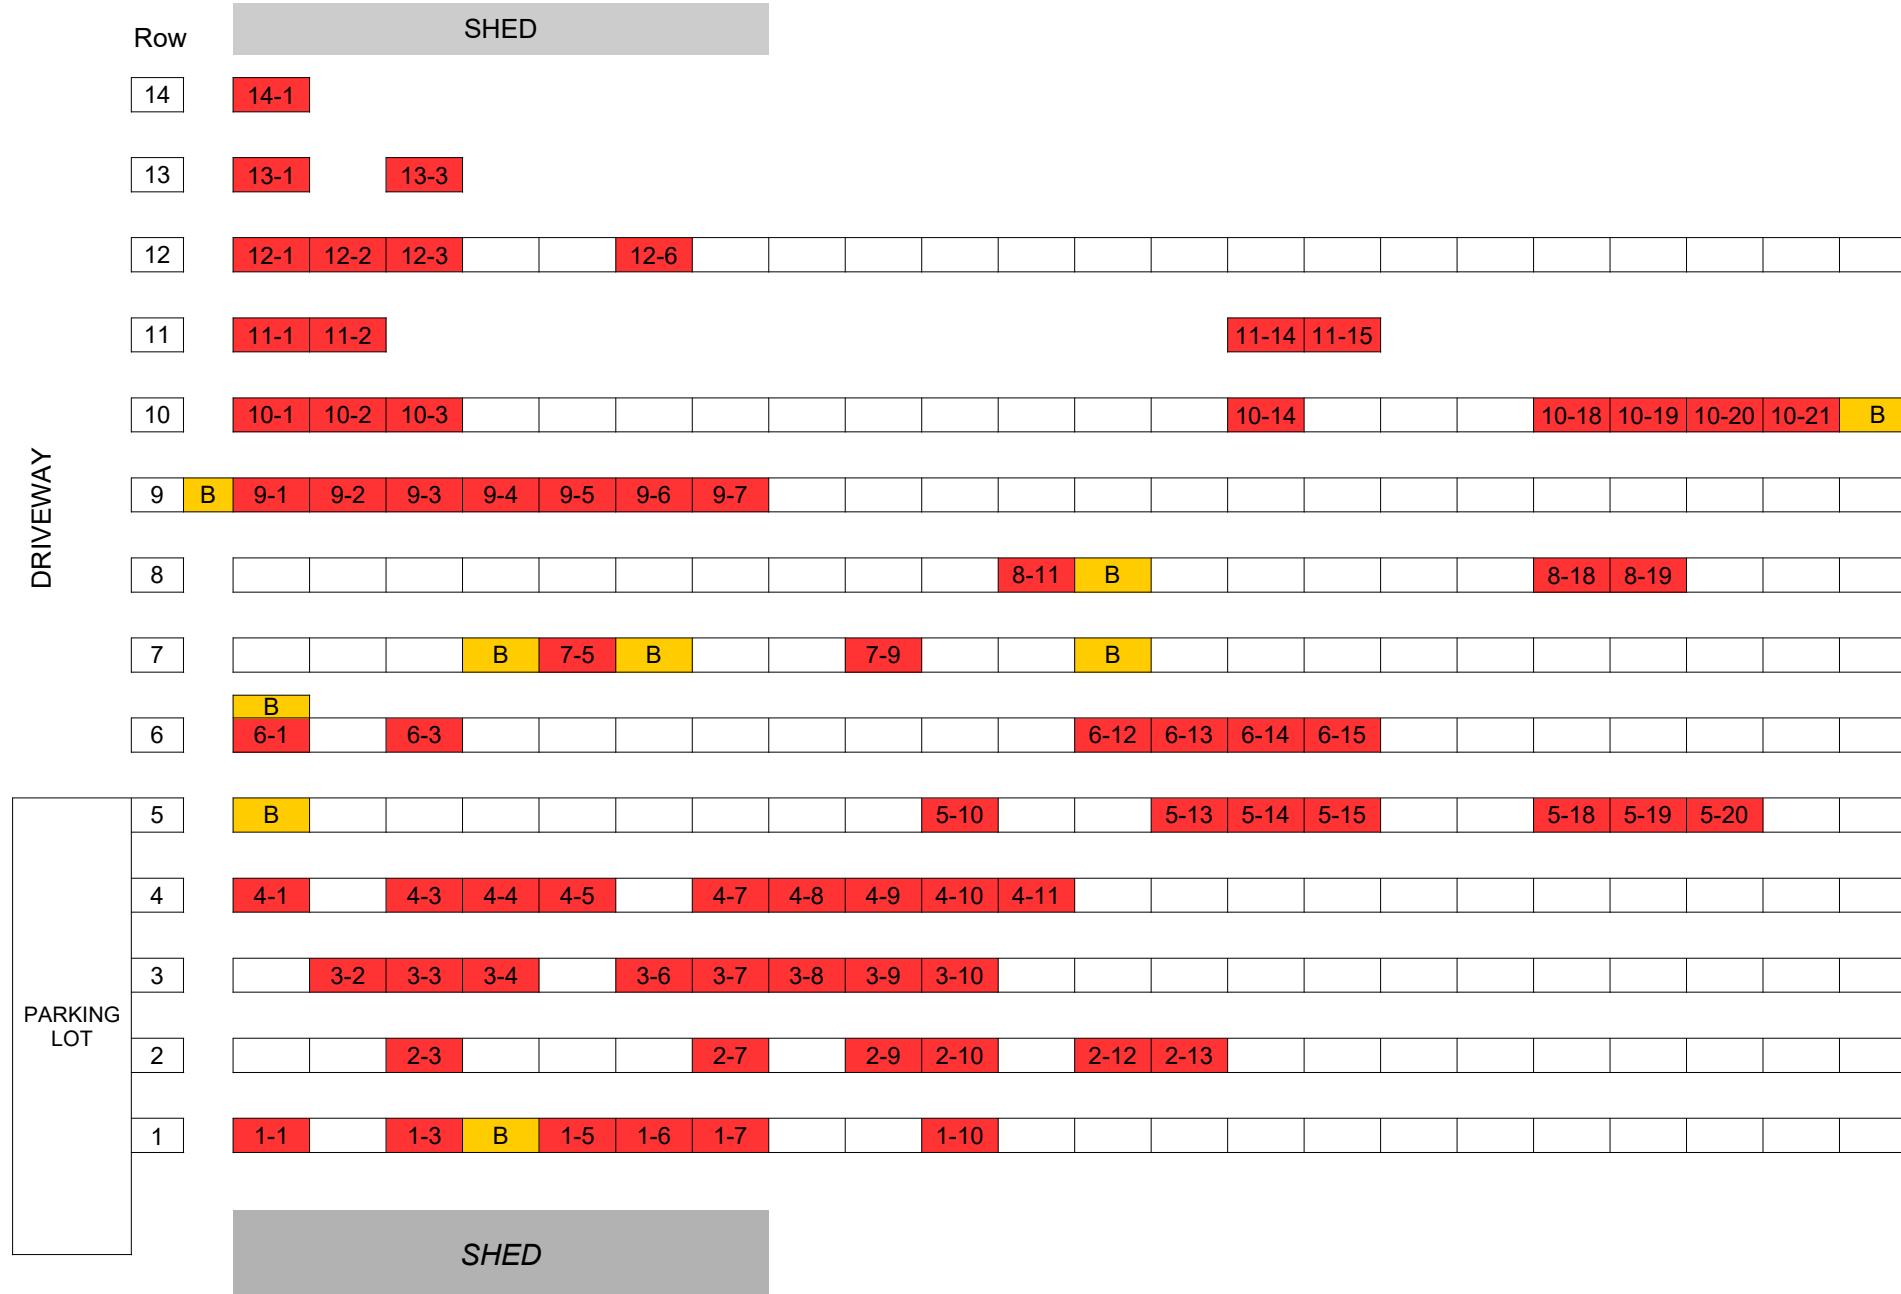 Row SHED
14 14-1
13 13-1 13-3
12 12-1 12-2 12-3 12-6
11 11-1 11-2 11-14 11-15
10 10-1 10-2 10-3 10-14 10-18 10-19 10-20 10-21 B
DRIVEWAY
9 B 9-1 9-2 9-3 9-4 9-5 9-6 9-7
8 8-11 B 8-18 8-19
7 B 7-5 B 7-9 B
B
6 6-1 6-3 6-12 6-13 6-14 6-15
5 B 5-10 5-13 5-14 5-15 5-18 5-19 5-20
4 4-1 4-3 4-4 4-5 4-7 4-8 4-9 4-10 4-11
3 3-2 3-3 3-4 3-6 3-7 3-8 3-9 3-10
PARKING
LOT
2 2-3 2-7 2-9 2-10 2-12 2-13
1 1-1 1-3 B 1-5 1-6 1-7 1-10
SHED